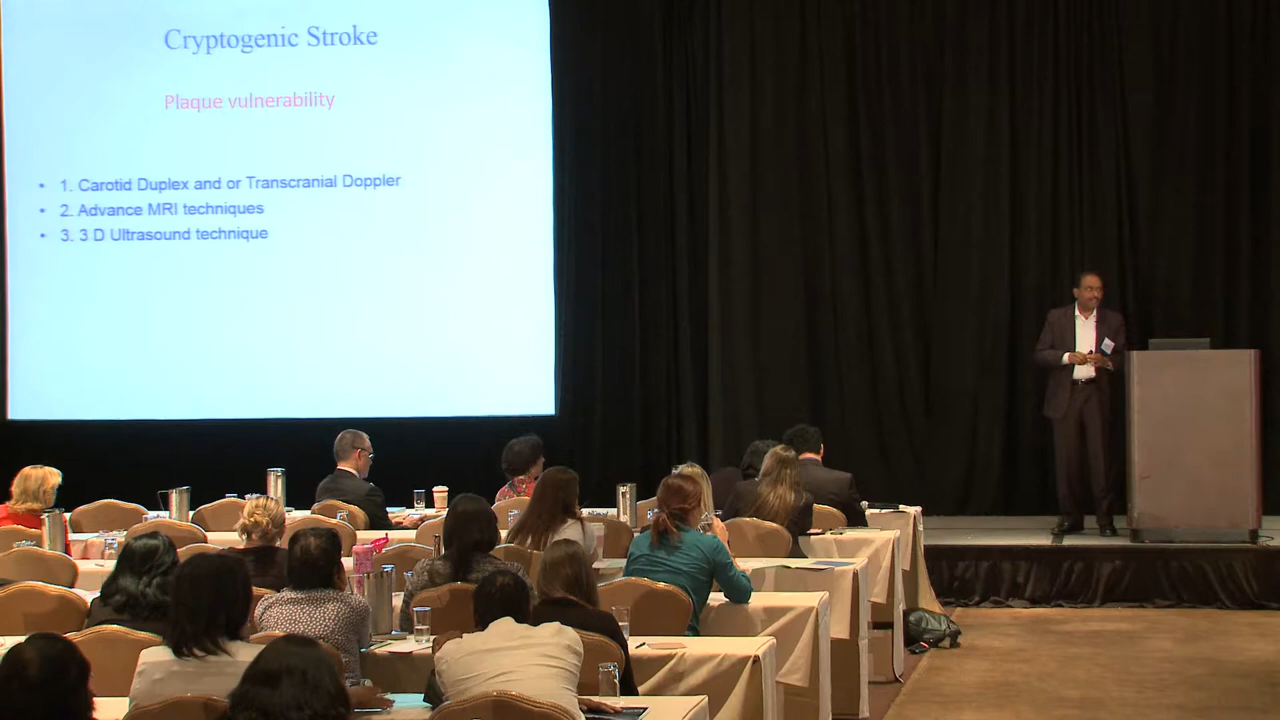 Cryptogenic Stroke
Plaque vulnerability
• 1. Carotid Duplex and or Transcranial Doppler
• 2. Advance MRI techniques
• 3. 3 D Ultrasound technique